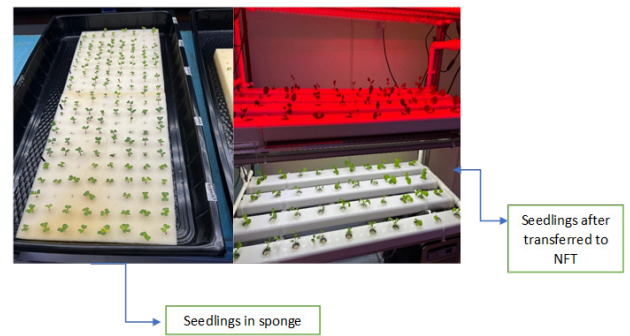 Seedlings after
transferred to
NFT
Seedlings in sponge